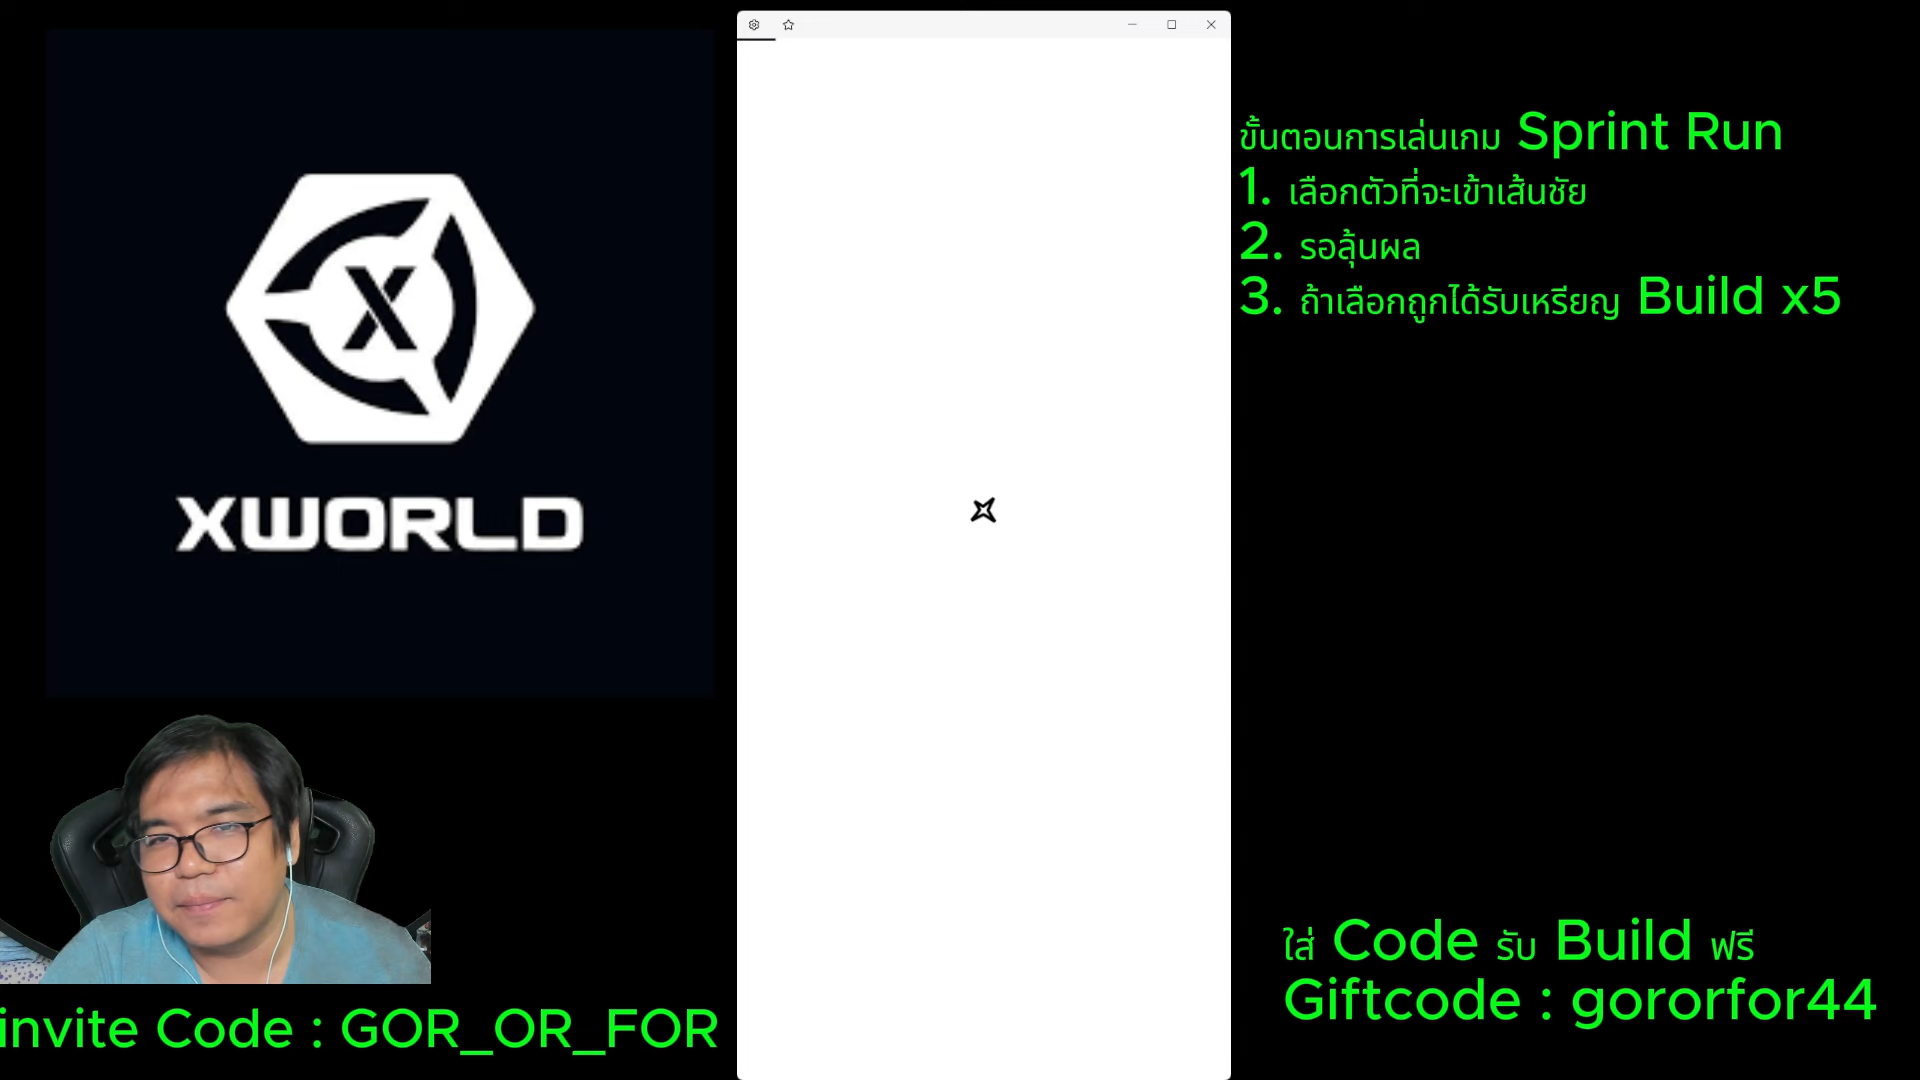 XWORLD
ขั้นตอนการเล่นเกม Sprint Run
1. เลือกตัวที่จะเข้าเส้นชัย
2. รอลุ้นผล
3. ถ้าเลือกถูกได้รับเหรียญ Build x5
ใส่ Code รับ Build ฟรี
Giftcode : gororfor44
invite Code : GOR_OR_FOR